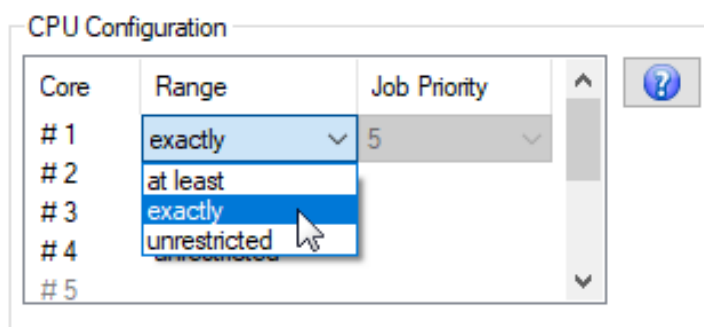 CPU Configuration
Core Range Job Priority
# 1 exactly 5
# 2 at least
# 3 exactly
# 4 unrestricted
# 5